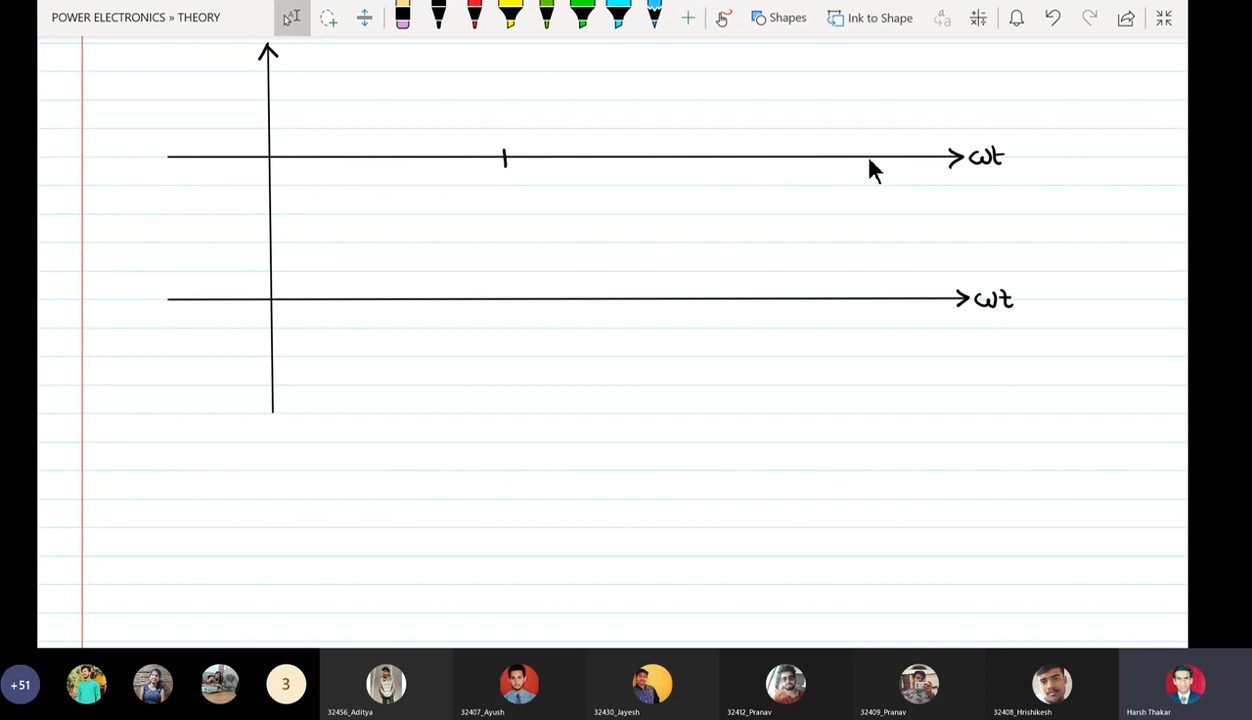 POWER ELECTRONICS » THEORY
Shapes
Ink to Shape
ωt
ωt
+51
3
32456_Aditya
32407_Ayush
32430_Jayesh
32412_Pranav
32409_Pranav
32408_Hrishikesh
Harsh Thakar